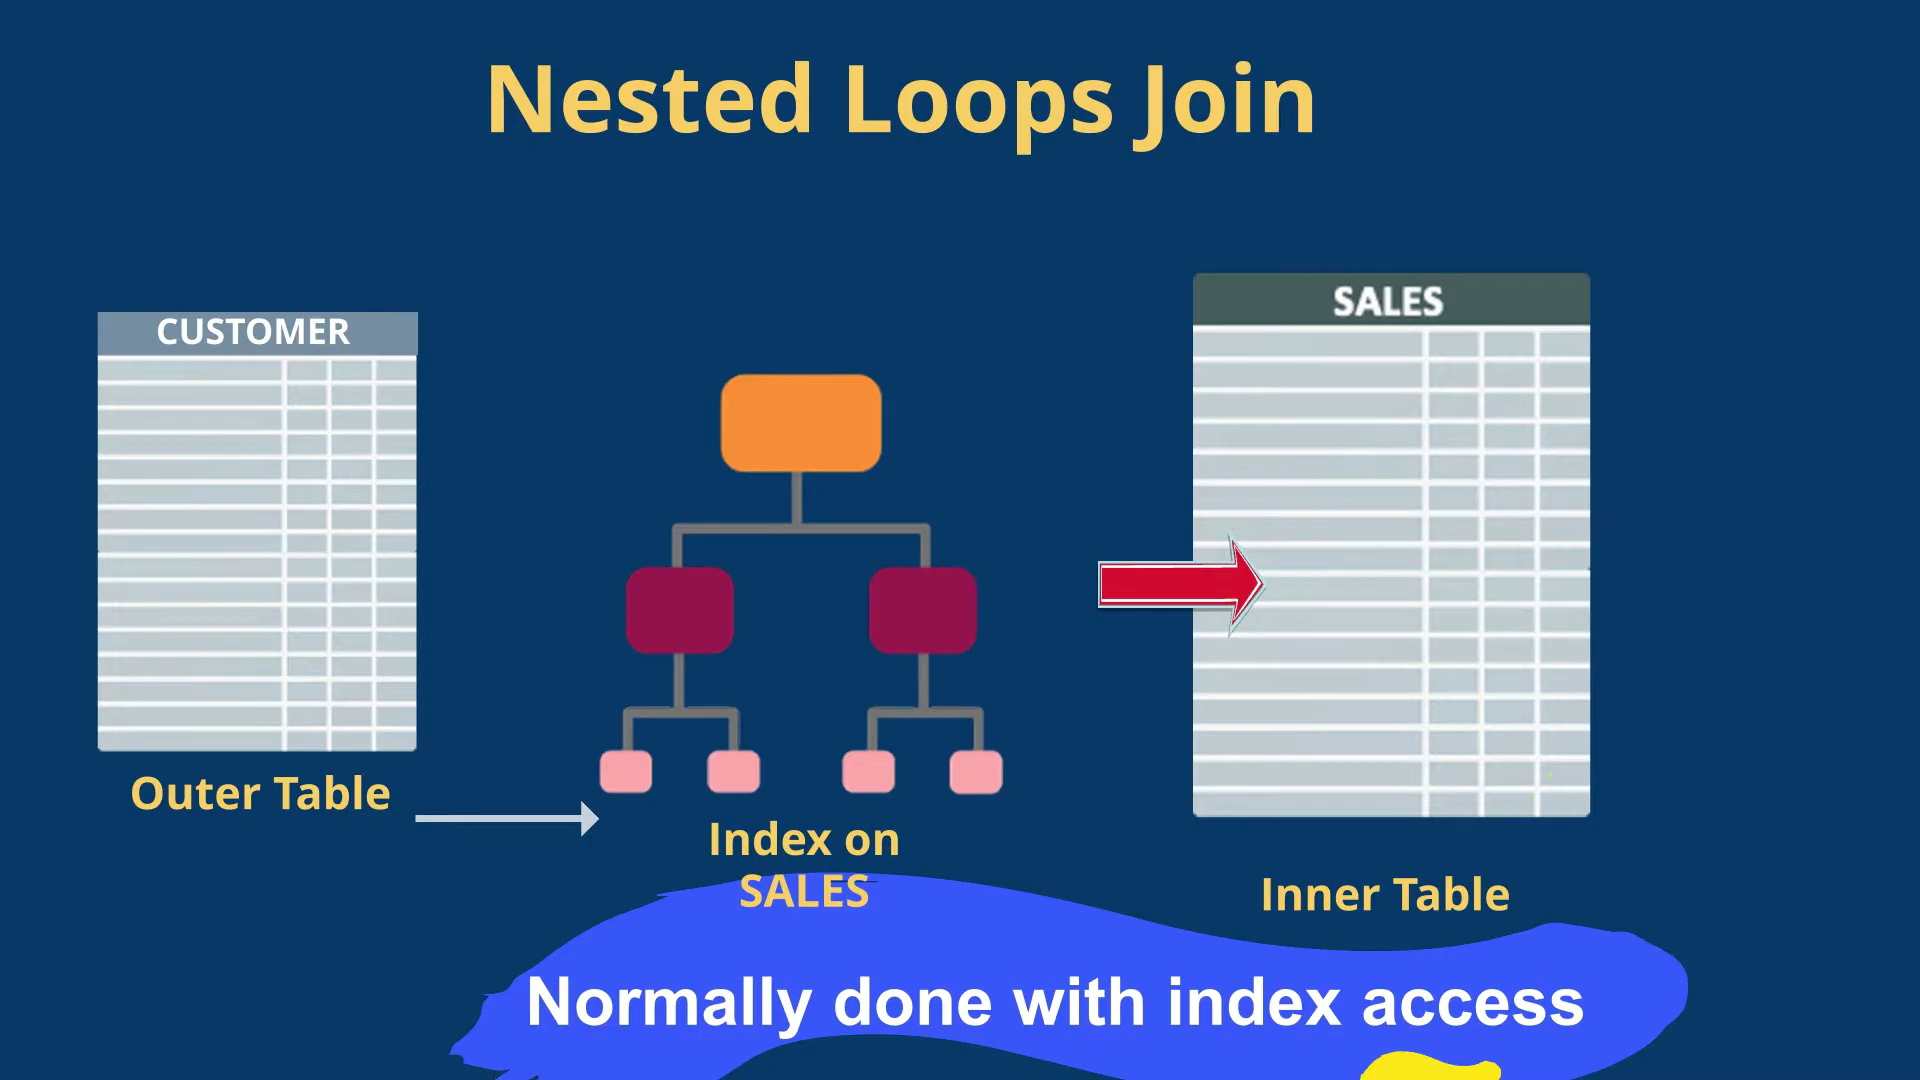 Nested Loops Join
CUSTOMER
SALES
Outer Table
Index on
SALES
Inner Table
Normally done with index access